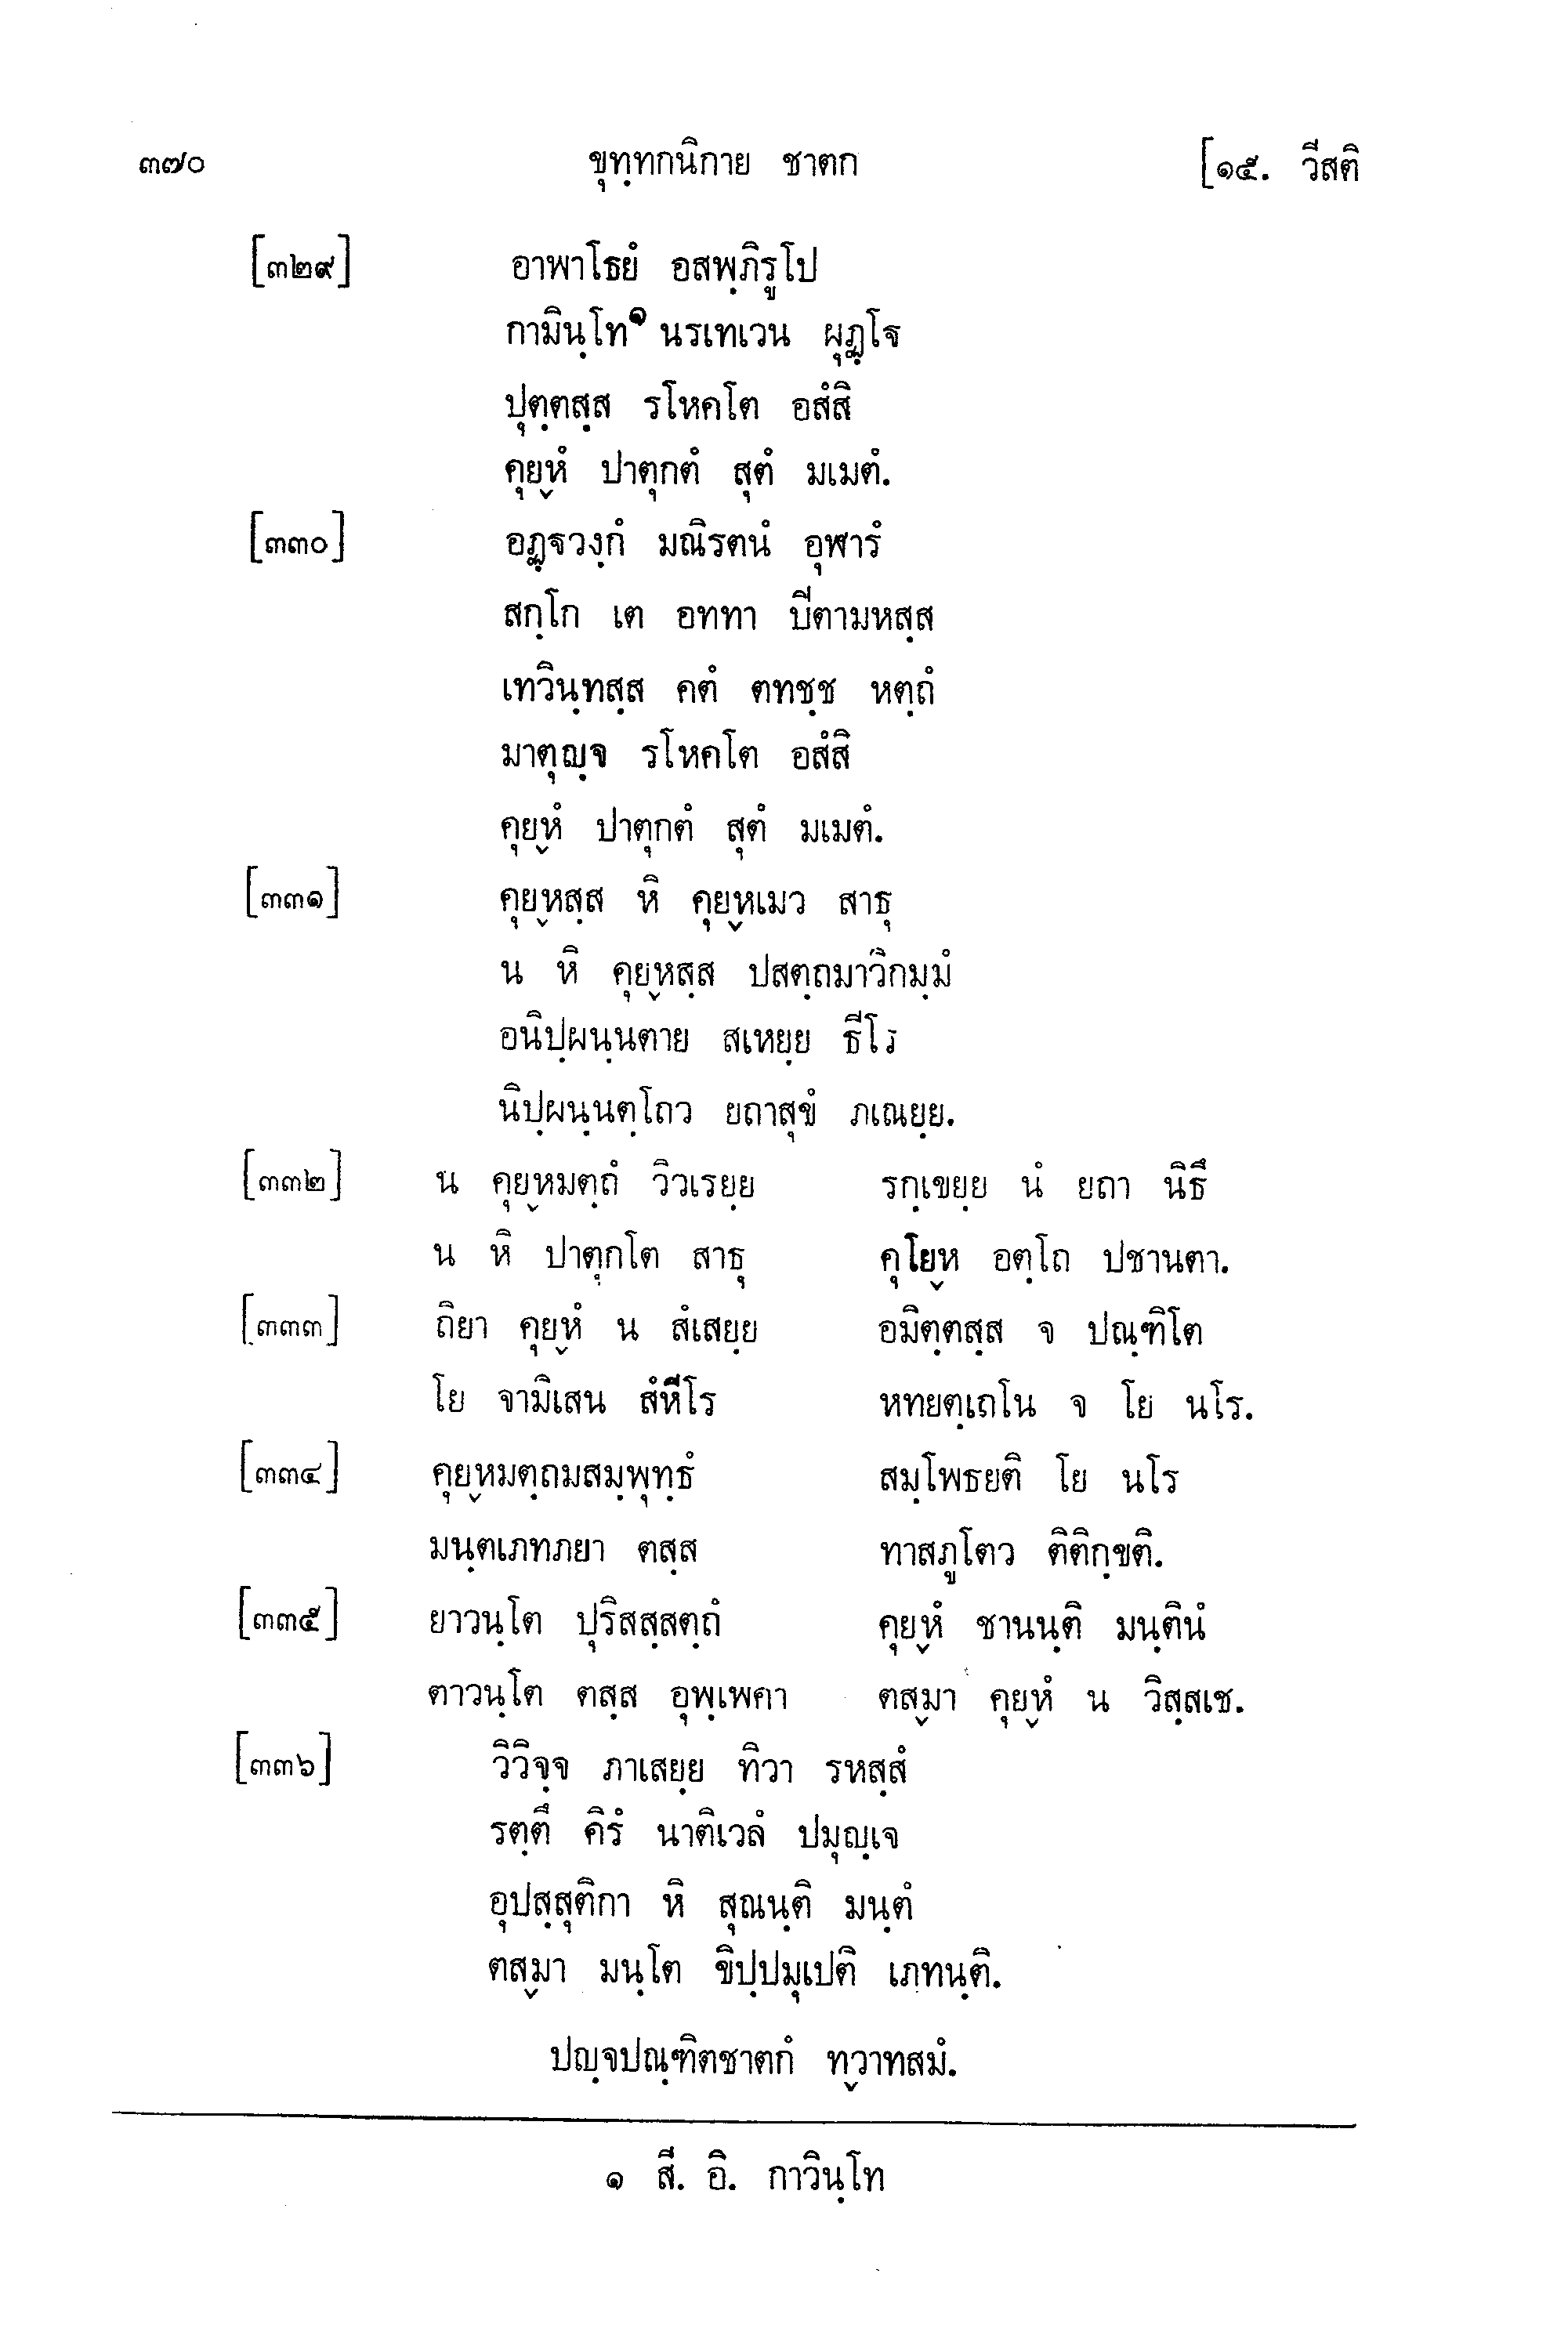 ๓๗๐ ขุทฺทกนิกาย ชาตก [๑๕. วีสติ
[๓๒๙] อาพาโธยํ อสพฺภิรูโป
กามินฺโท๑ นรเทเวน ผุฏฺโฐ
ปุตฺตสฺส รโหคโต อสํสิ
คุยฺหํ ปาตุกตํ สุตํ มเมตํ.
[๓๓๐] อฏฺฐวงฺกํ มณิรตนํ อุฬารํ
สกฺโก เต อททา ปิตามหสฺส
เทวินฺทสฺส คตํ ตทชฺช หตฺถํ
มาตุญฺจ รโหคโต อสํสิ
คุยฺหํ ปาตุกตํ สุตํ มเมตํ.
[๓๓๑] คุยฺหสฺส หิ คุยฺหเมว สาธุ
น หิ คุยฺหสฺส ปสตฺถมาวิกมฺมํ
อนิปฺผนฺนตาย สเหยฺย ธีโร
นิปฺผนฺนตฺโถว ยถาสุขํ ภเณยฺย.
[๓๓๒] น คุยฺหมตฺถํ วิวเรยฺย รกฺเขยฺย นํ ยถา นิธึ
น หิ ปาตุกโต สาธุ คุโยฺห อตฺโถ ปชานตา.
[๓๓๓] ถิยา คุยฺหํ น สํเสยฺย อมิตฺตสฺส จ ปณฺฑิโต
โย จามิเสน สํหีโร หทยตฺเถโน จ โย นโร.
[๓๓๔] คุยฺหมตฺถมสมฺพุทฺธํ สมฺโพธยติ โย นโร
มนฺตเภทภยา ตสฺส ทาสภูโตว ติติกฺขติ.
[๓๓๕] ยาวนฺโต ปุริสสฺสตฺถํ คุยฺหํ ชานนฺติ มนฺตินํ
ตาวนฺโต ตสฺส อุพฺเพคา ตสฺมา คุยฺหํ น วิสฺสเช.
[๓๓๖] วิวิจฺจ ภาเสยฺย ทิวา รหสฺสํ
รตฺตึ คิรํ นาติเวลํ ปมุญฺเจ
อุปสฺสุติกา หิ สุณนฺติ มนฺตํ
ตสฺมา มนฺโต ขิปฺปมุเปติ เภทนฺติ.
ปญฺจปณฺฑิตชาตกํ ทฺวาทสมํ.
๑ สี. อิ. กาวินฺโท